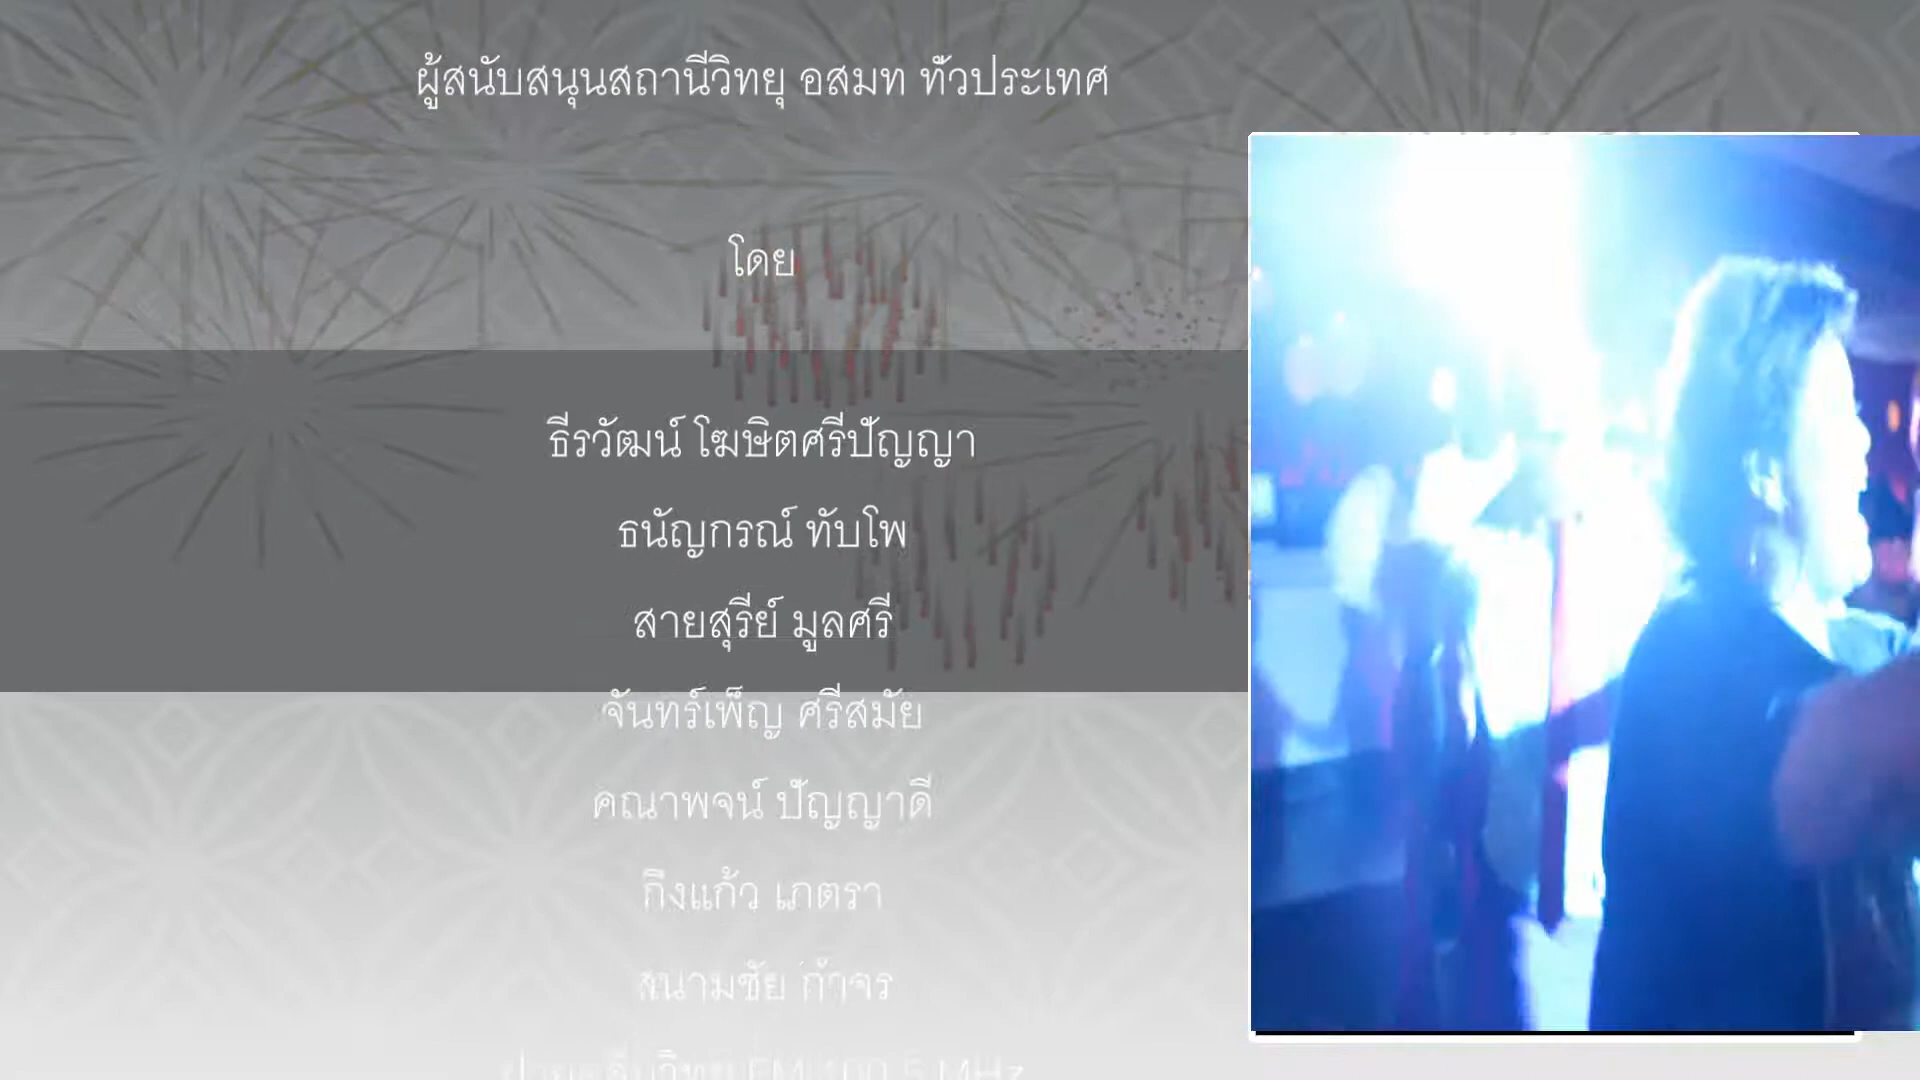 ผู้สนับสนุนสถานีวิทยุ อสมท ทั่วประเทศ
โดย
ธีรวัฒน์ โฆษิตศรีปัญญา
ธนัญกรณ์ ทับโพ
สายสุรีย์ มูลศรี
จันทร์เพ็ญ ศรีสมัย
คณาพจน์ ปัญญาดี
กิ่งแก้ว เภตรา
สนามชัย กำจร
FM 100.5 MHz